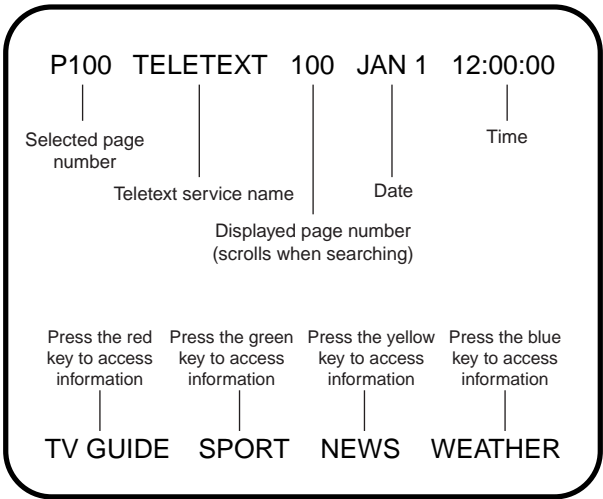 P100 TELETEXT 100 JAN 1 12:00:00
Selected page
number
Time
Teletext service name
Date
Displayed page number
(scrolls when searching)
Press the red
key to access
information
Press the green
key to access
information
Press the yellow
key to access
information
Press the blue
key to access
information
TV GUIDE SPORT NEWS WEATHER